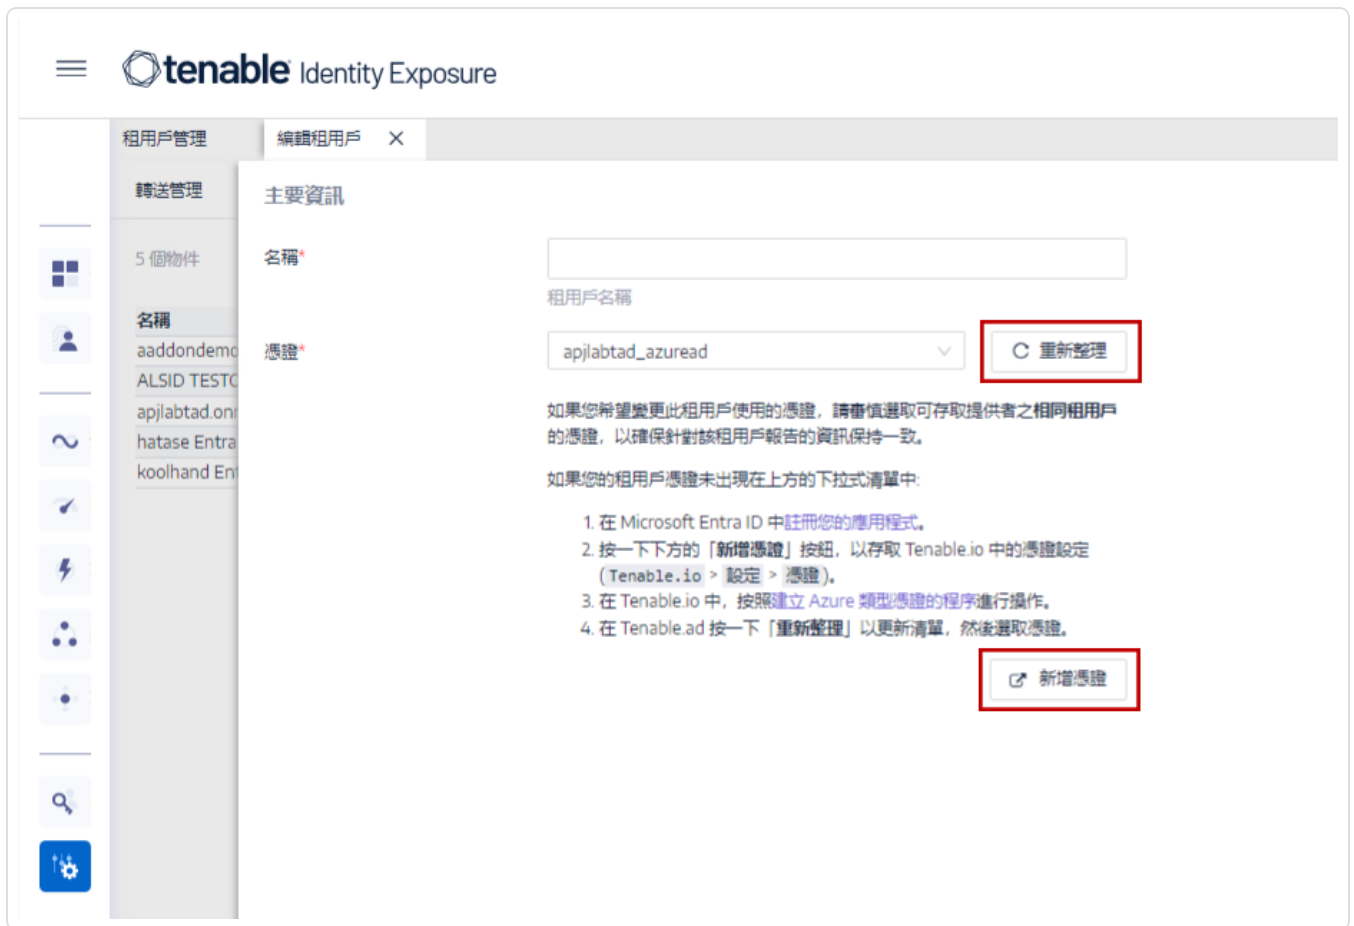 tenable Identity Exposure
租用戶管理
編輯租用戶
轉送管理
5 個物件
名稱
aaddondemo
ALSID TESTC
apjlabtad.onr
hatase Entra
koolhand Ent
主要資訊
名稱*
租用戶名稱
憑證*
apjlabtad_azuread
重新整理
如果您希望變更此租用戶使用的憑證，請審慎選取可存取提供者之相同租用戶
的憑證，以確保針對該租用戶報告的資訊保持一致。
如果您的租用戶憑證未出現在上方的下拉式清單中:
1. 在 Microsoft Entra ID 中註冊您的應用程式。
2. 按一下下方的「新增憑證」按鈕，以存取 Tenable.io 中的憑證設定
(Tenable.io > 設定 > 憑證)。
3. 在 Tenable.io 中，按照建立 Azure 類型憑證的程序進行操作。
4. 在 Tenable.ad 按一下「重新整理」以更新清單，然後選取憑證。
新增憑證